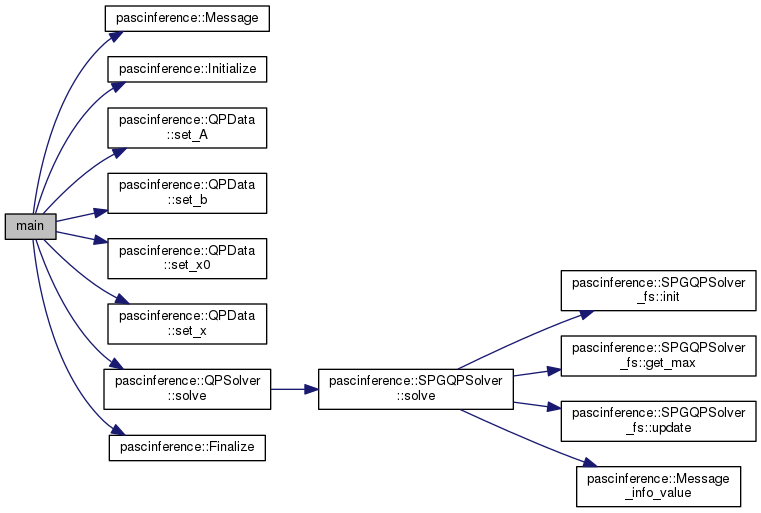 main
pascinference::Message
pascinference::Initialize
pascinference::QPData
::set_A
pascinference::QPData
::set_b
pascinference::QPData
::set_x0
pascinference::QPData
::set_x
pascinference::QPSolver
::solve
pascinference::Finalize
pascinference::SPGQPSolver
::solve
pascinference::SPGQPSolver
_fs::init
pascinference::SPGQPSolver
_fs::get_max
pascinference::SPGQPSolver
_fs::update
pascinference::Message
_info_value